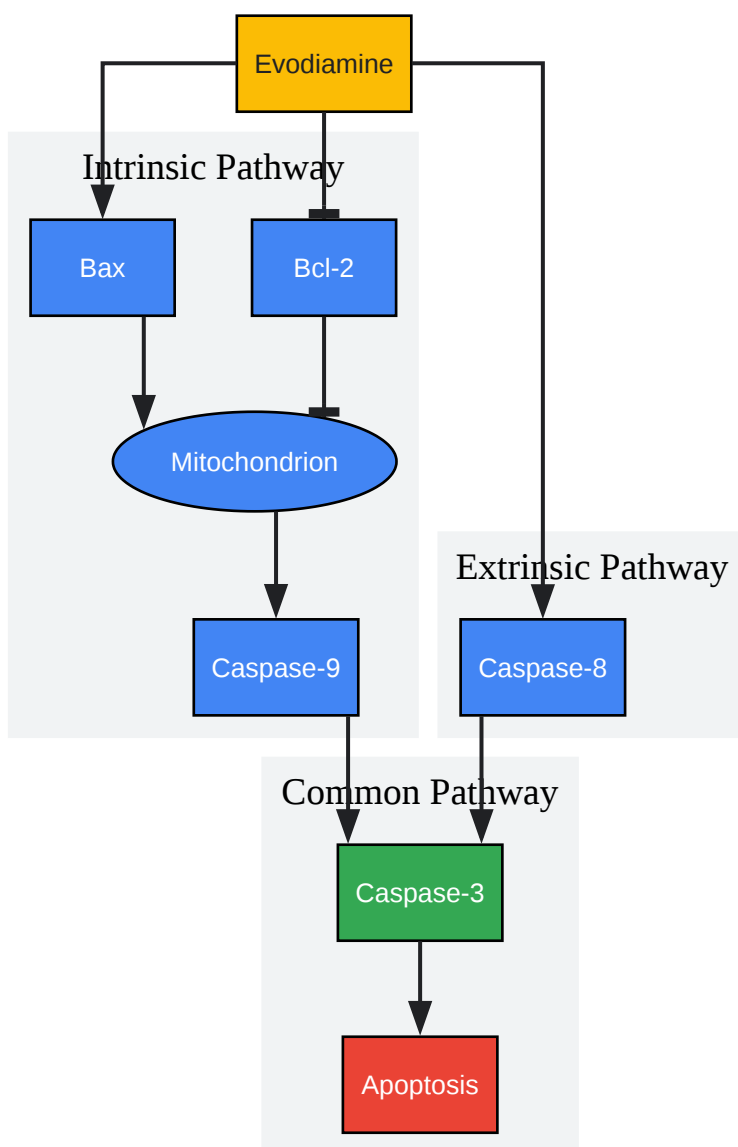 Evodiamine
Intrinsic Pathway
Bax
Bcl-2
Mitochondrion
Extrinsic Pathway
Caspase-9
Caspase-8
Common Pathway
Caspase-3
Apoptosis